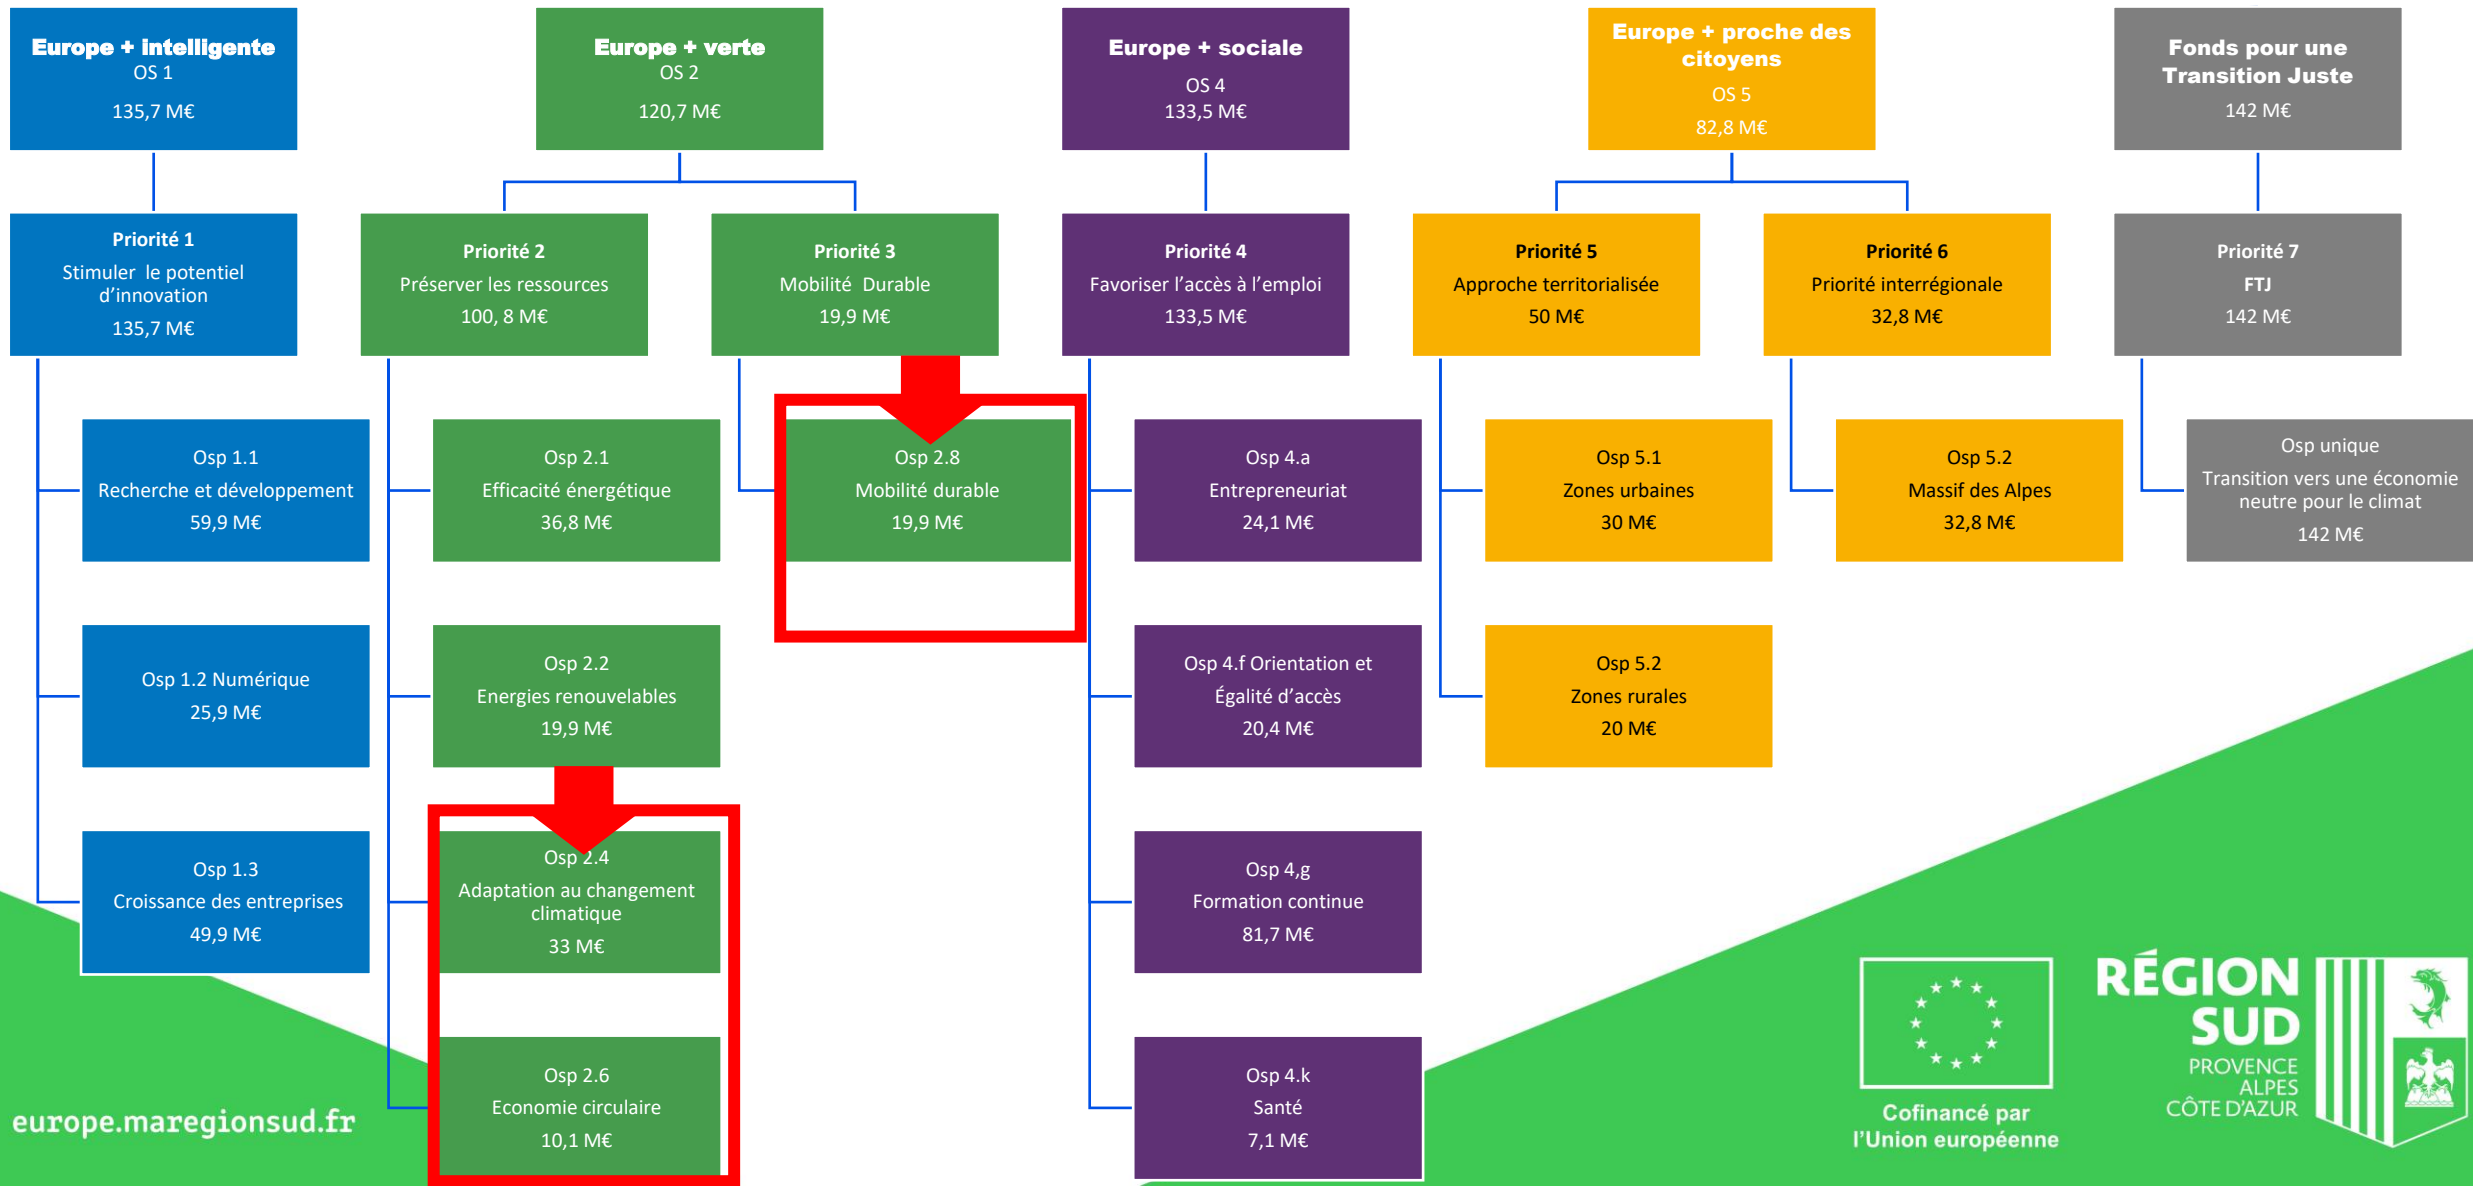 Europe + intelligente
OS 1
135,7 M€
Europe + verte
OS 2
120,7 M€
Europe + sociale
OS 4
133,5 M€
Europe + proche des
citoyens
OS 5
82,8 M€
Fonds pour une
Transition Juste
142 M€
Priorité 1
Stimuler le potentiel
d'innovation
135,7 M€
Priorité 2
Préserver les ressources
100, 8 M€
Priorité 3
Mobilité Durable
19,9 M€
Priorité 4
Favoriser l'accès à l'emploi
133,5 M€
Priorité 5
Approche territorialisée
50 M€
Priorité 6
Priorité interrégionale
32,8 M€
Priorité 7
FTJ
142 M€
Osp 1.1
Recherche et développement
59,9 M€
Osp 2.1
Efficacité énergétique
36,8 M€
Osp 2.8
Mobilité durable
19,9 M€
Osp 4.a
Entrepreneuriat
24,1 M€
Osp 5.1
Zones urbaines
30 M€
Osp 5.2
Massif des Alpes
32,8 M€
Osp unique
Transition vers une économie
neutre pour le climat
142 M€
Osp 1.2 Numérique
25,9 M€
Osp 2.2
Energies renouvelables
19,9 M€
Osp 4.f Orientation et
Égalité d'accès
20,4 M€
Osp 5.2
Zones rurales
20 M€
Osp 1.3
Croissance des entreprises
49,9 M€
Osp 2.4
Adaptation au changement
climatique
33 M€
Osp 4,g
Formation continue
81,7 M€
Osp 2.6
Economie circulaire
10,1 M€
Osp 4.k
Santé
7,1 M€
europe.maregionsud.fr
Cofinancé par
l'Union européenne
RÉGION
SUD
PROVENCE
ALPES
CÔTE D'AZUR